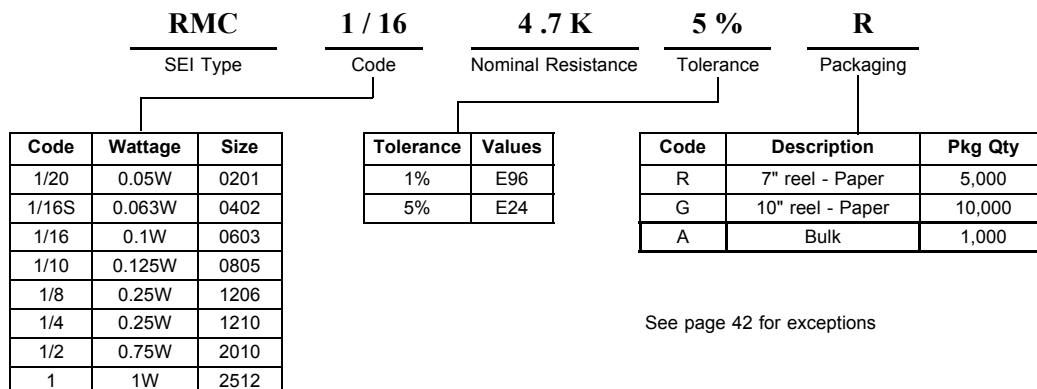 RMC 1 / 16 4 .7 K 5 % R
SEI Type Code Nominal Resistance Tolerance Packaging
Code Wattage Size
1/20 0.05W 0201
1/16S 0.063W 0402
1/16 0.1W 0603
1/10 0.125W 0805
1/8 0.25W 1206
1/4 0.25W 1210
1/2 0.75W 2010
1 1W 2512
Tolerance Values
1% E96
5% E24
Code Description Pkg Qty
R 7" reel - Paper 5,000
G 10" reel - Paper 10,000
A Bulk 1,000
See page 42 for exceptions